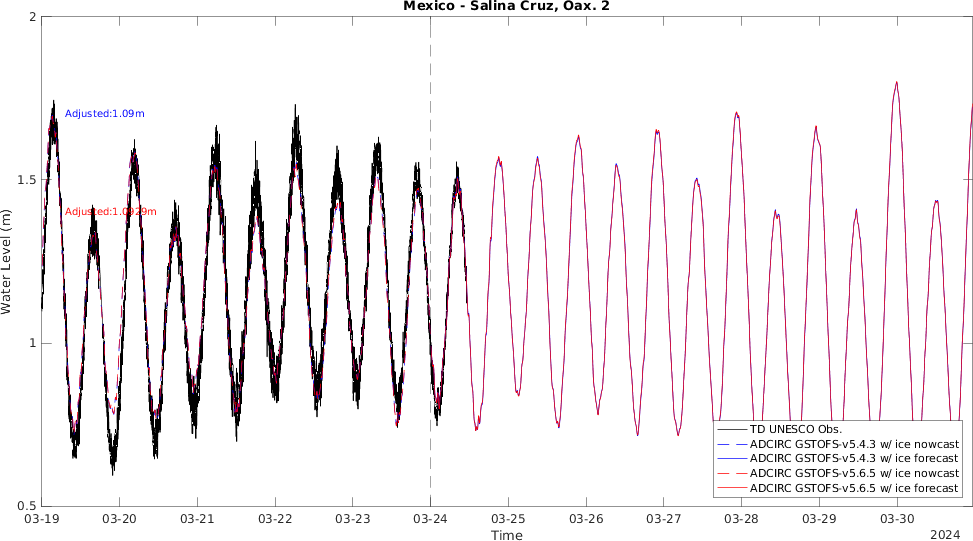 Mexico - Salina Cruz, Oax. 2
2
1.5
1
0.5
Water Level (m)
Adjusted:1.09m
Adjusted:1.0929m
TD UNESCO Obs.
ADCIRC GSTOFS-v5.4.3 w/ ice nowcast
ADCIRC GSTOFS-v5.4.3 w/ ice forecast
ADCIRC GSTOFS-v5.6.5 w/ ice nowcast
ADCIRC GSTOFS-v5.6.5 w/ ice forecast
03-19 03-20 03-21 03-22 03-23 03-24 03-25 03-26 03-27 03-28 03-29 03-30
Time
2024